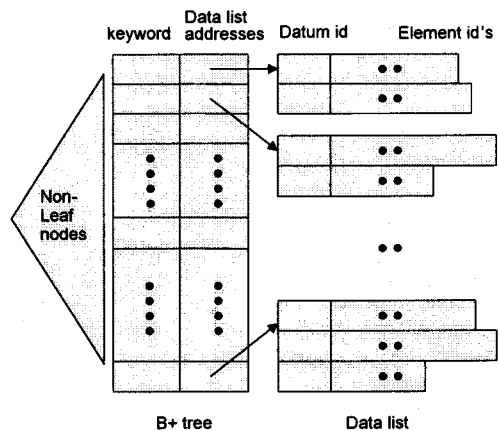 keyword
Data list
addresses
Datum id
Element id's
Non-
Leaf
nodes
B+ tree
Data list